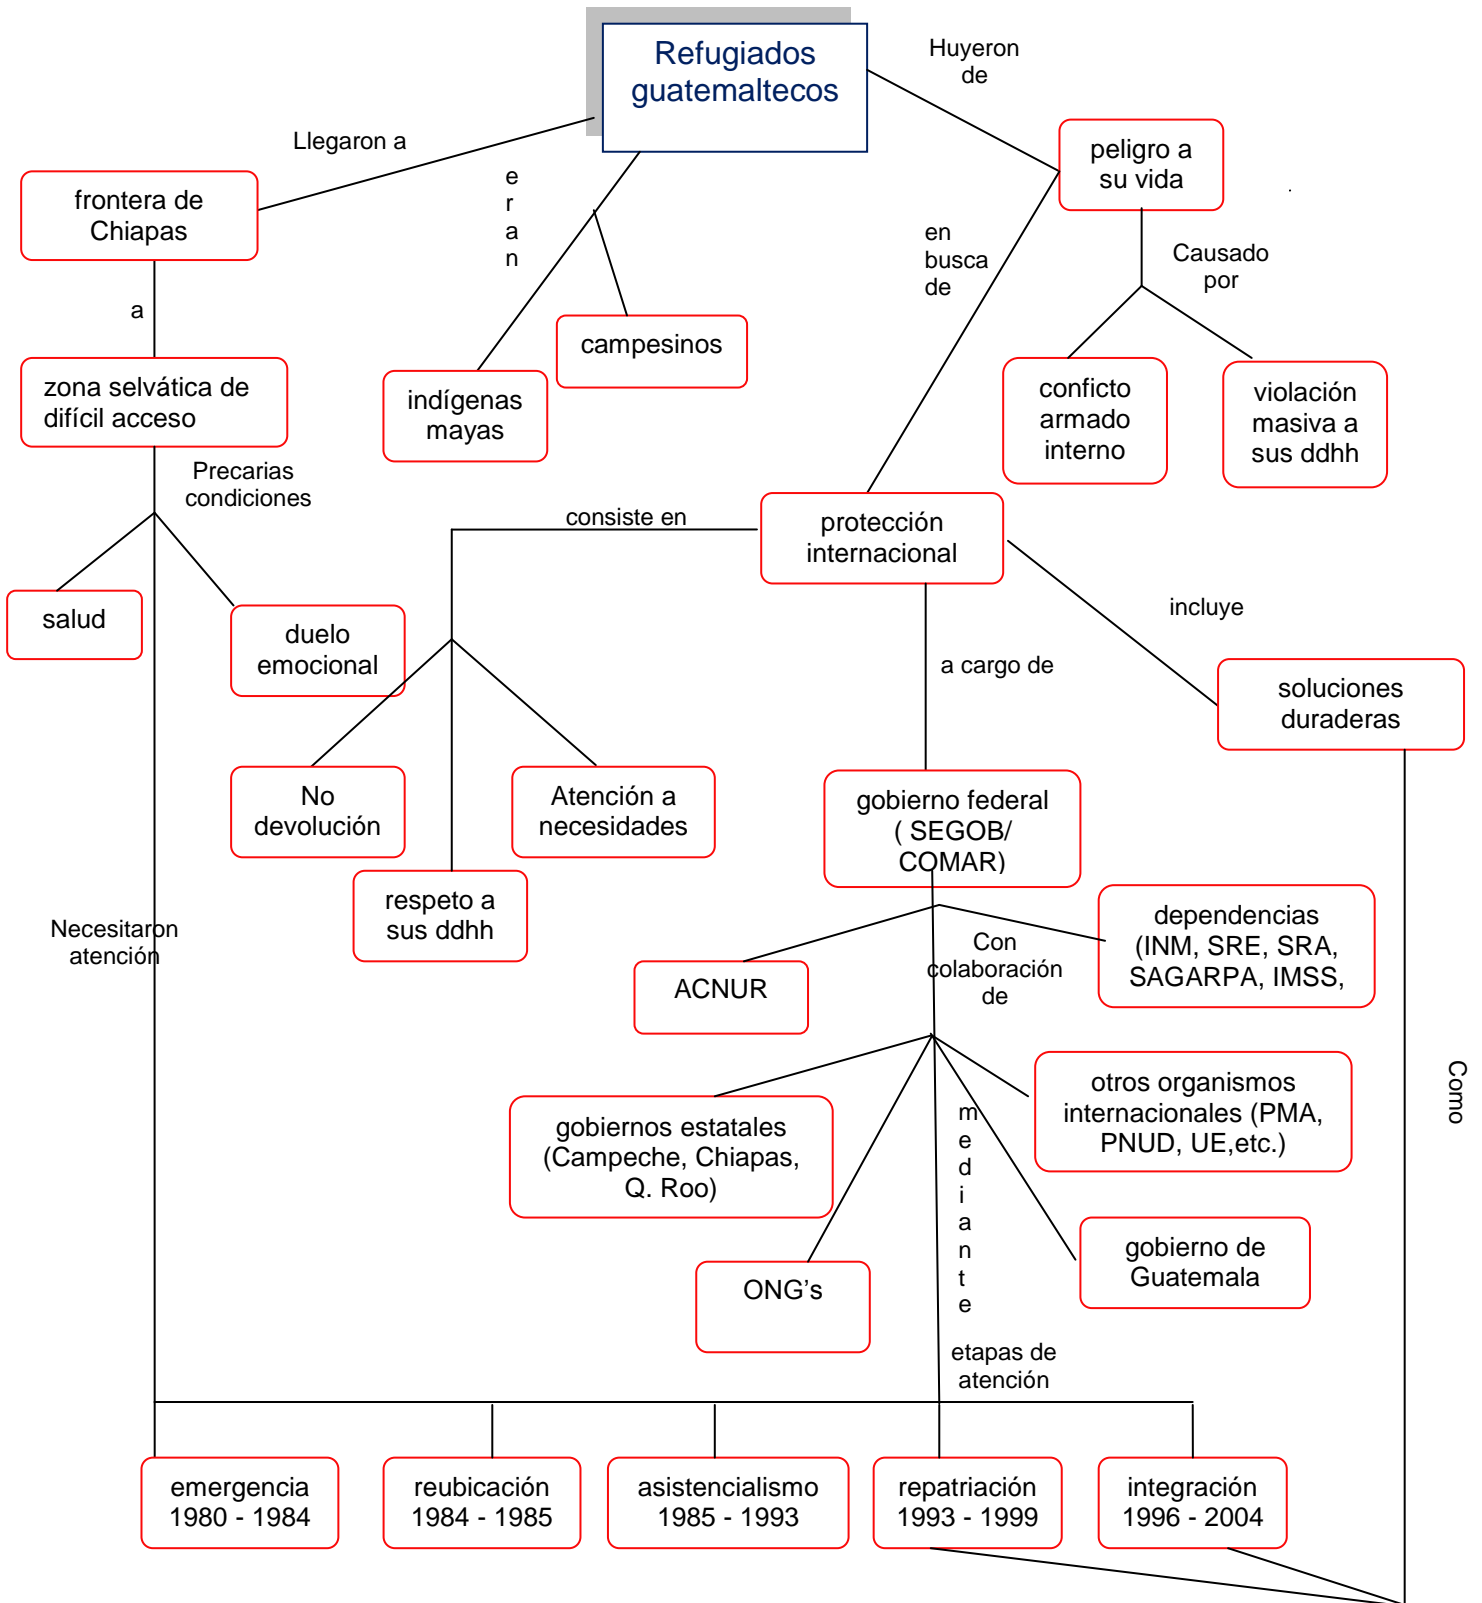 Refugiados
guatemaltecos
Huyeron
de
Llegaron a
eran
peligro a
su vida
frontera de
Chiapas
en
busca
de
Causado
por
a
campesinos
indígenas
mayas
zona selvática de
difícil acceso
conficto
armado
interno
violación
masiva a
sus ddhh
Precarias
condiciones
consiste en
protección
internacional
salud
duelo
emocional
incluye
a cargo de
soluciones
duraderas
No
devolución
Atención a
necesidades
gobierno federal
( SEGOB/
COMAR)
respeto a
sus ddhh
Necesitaron
atención
dependencias
(INM, SRE, SRA,
SAGARPA, IMSS,
Con
colaboración
de
ACNUR
Como
otros organismos
internacionales (PMA,
PNUD, UE,etc.)
gobiernos estatales
(Campeche, Chiapas,
Q. Roo)
mediante
gobierno de
Guatemala
ONG’s
etapas de
atención
emergencia
1980 - 1984
reubicación
1984 - 1985
asistencialismo
1985 - 1993
repatriación
1993 - 1999
integración
1996 - 2004